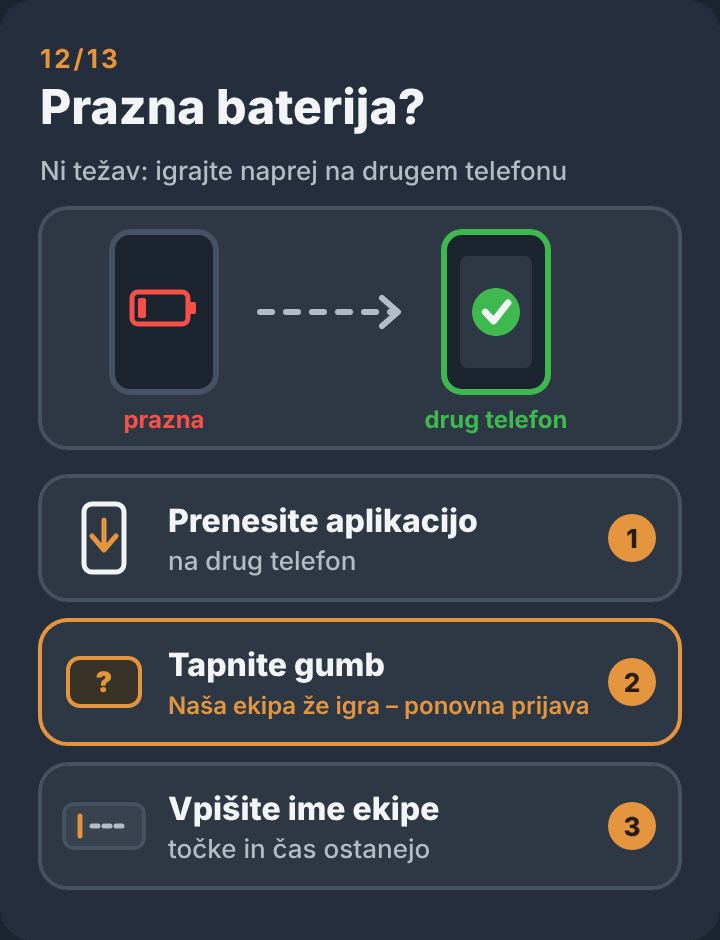 12/13
Prazna baterija?
Ni težav: igrajte naprej na drugem telefonu
prazna
drug telefon
Prenesite aplikacijo
na drug telefon
1
?
Tapnite gumb
Naša ekipa že igra – ponovna prijava
2
Vpišite ime ekipe
točke in čas ostanejo
3